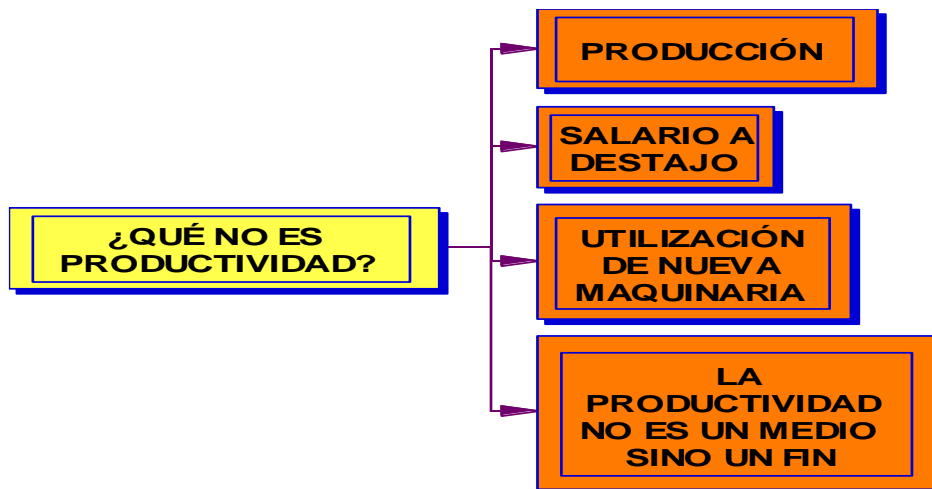 ¿QUÉ NO ES
PRODUCTIVIDAD?
PRODUCCIÓN
SALARIO A
DESTAJO
UTILIZACIÓN
DE NUEVA
MAQUINARIA
LA
PRODUCTIVIDAD
NO ES UN MEDIO
SINO UN FIN